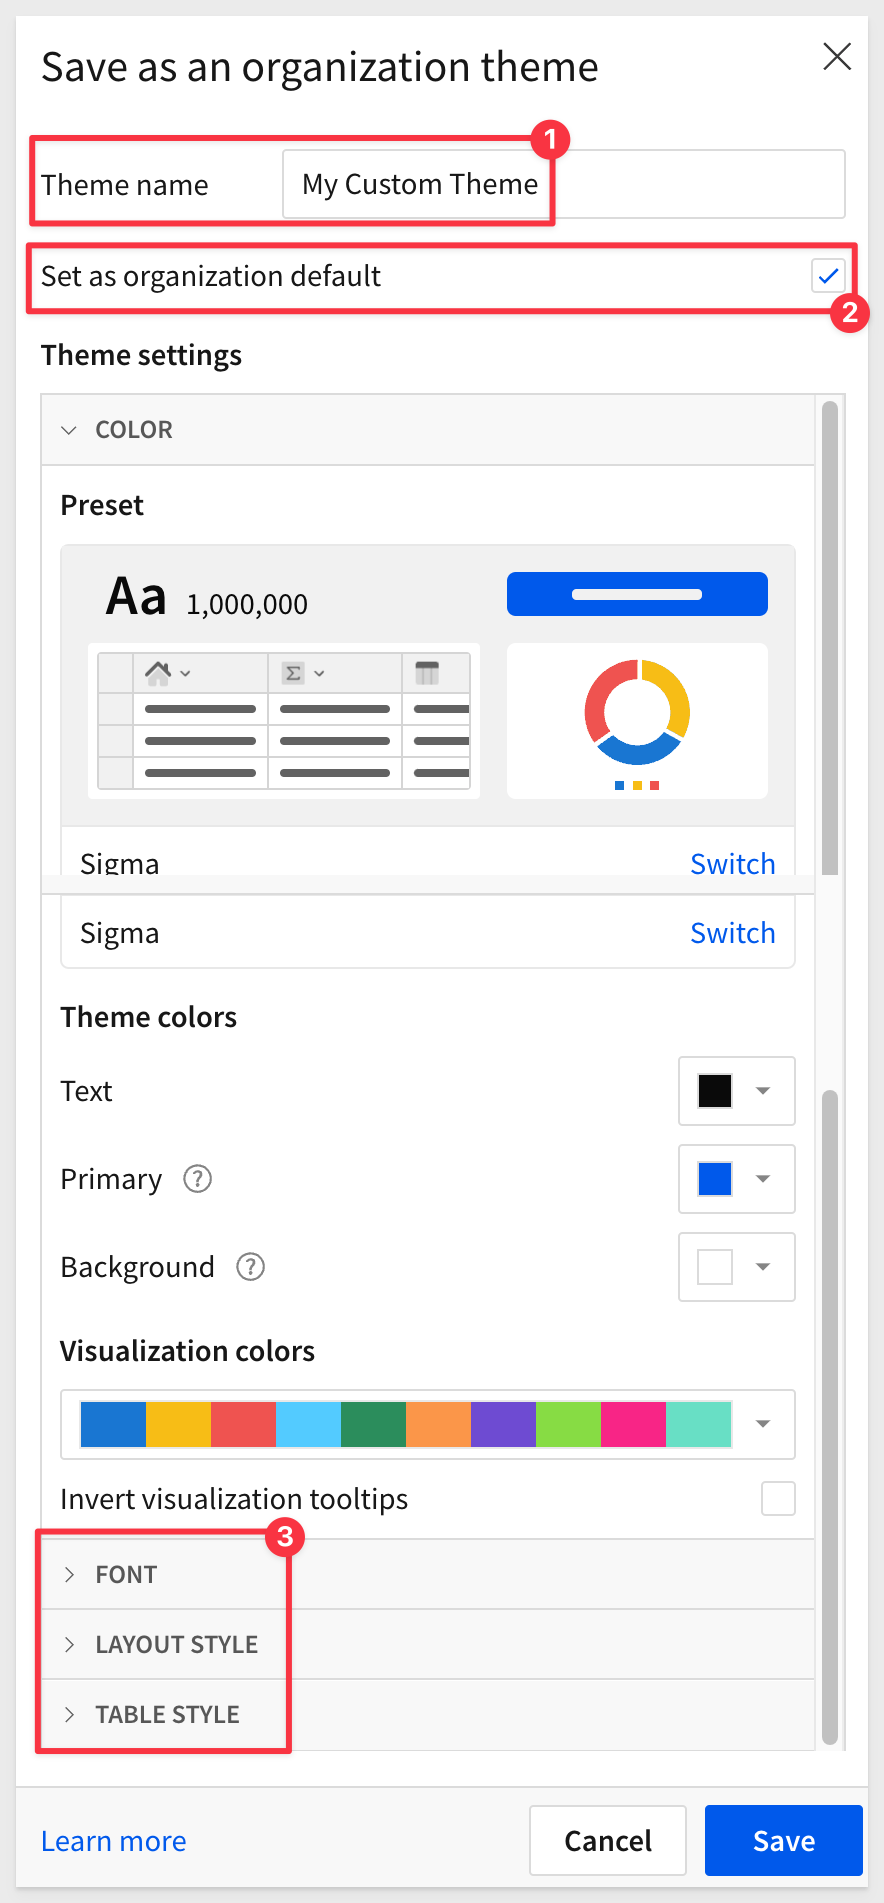 Save as an organization theme
1
Theme name My Custom Theme
Set as organization default
2
Theme settings
COLOR
Preset
Aa 1,000,000
Σ
Sigma Switch
Sigma Switch
Theme colors
Text
Primary ?
Background ?
Visualization colors
Invert visualization tooltips
3
FONT
LAYOUT STYLE
TABLE STYLE
Learn more Cancel Save